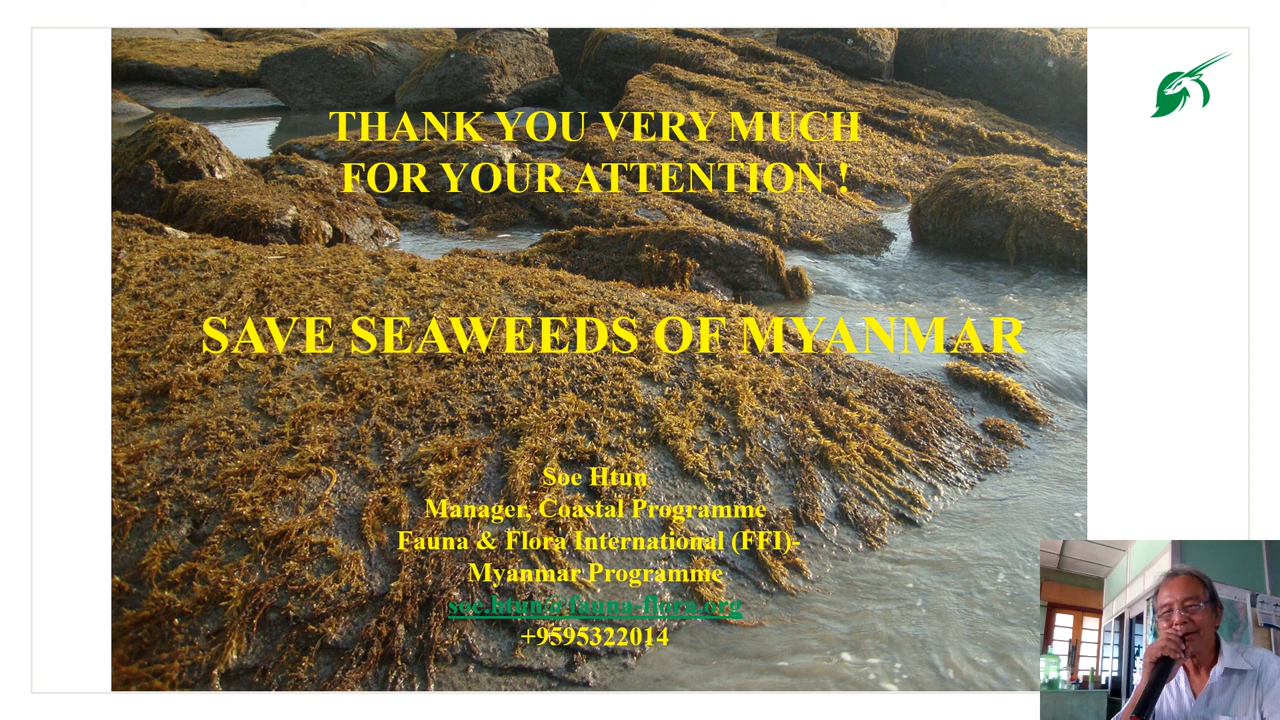 THANK YOU VERY MUCH
FOR YOUR ATTENTION !
SAVE SEAWEEDS OF MYANMAR
Soe Htun
Manager, Coastal Programme
Fauna & Flora International (FFI)-
Myanmar Programme
soe.htun@fauna-flora.org
+9595322014